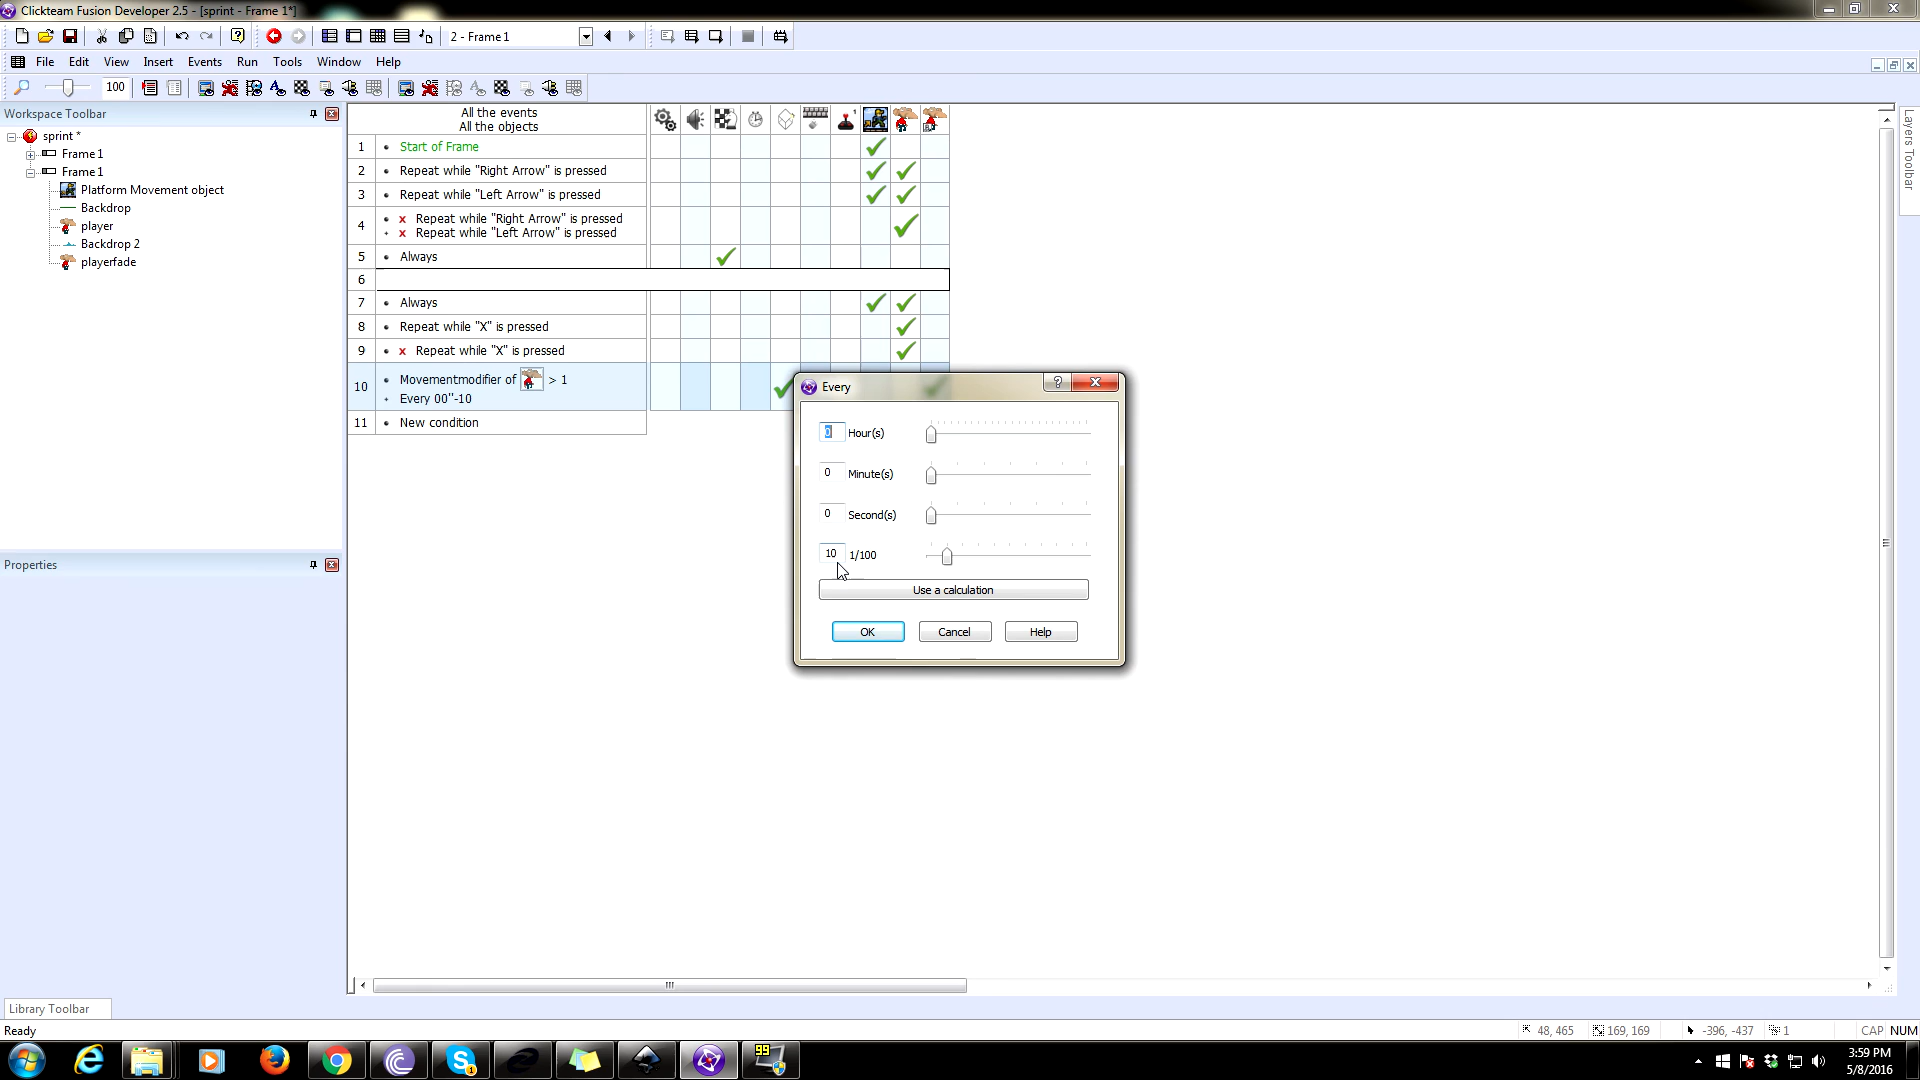 Clickteam Fusion Developer 2.5 - [sprint - Frame 1*]
2 - Frame 1
File Edit View Insert Events Run Tools Window Help
100
Workspace Toolbar
sprint *
Frame 1
Frame 1
Platform Movement object
Backdrop
player
Backdrop 2
playerfade
Properties
Library Toolbar
Layers Toolbar
All the events
All the objects
1 Start of Frame
2 Repeat while "Right Arrow" is pressed
3 Repeat while "Left Arrow" is pressed
4 X Repeat while "Right Arrow" is pressed
X Repeat while "Left Arrow" is pressed
5 Always
6
7 Always
8 Repeat while "X" is pressed
9 X Repeat while "X" is pressed
10 Movementmodifier of > 1
Every 00"-10
11 New condition
Every
0 Hour(s)
0 Minute(s)
0 Second(s)
10 1/100
Use a calculation
OK Cancel Help
Ready
48, 465 169, 169 -396, -437 1 CAP NUM
99
3:59 PM
5/8/2016